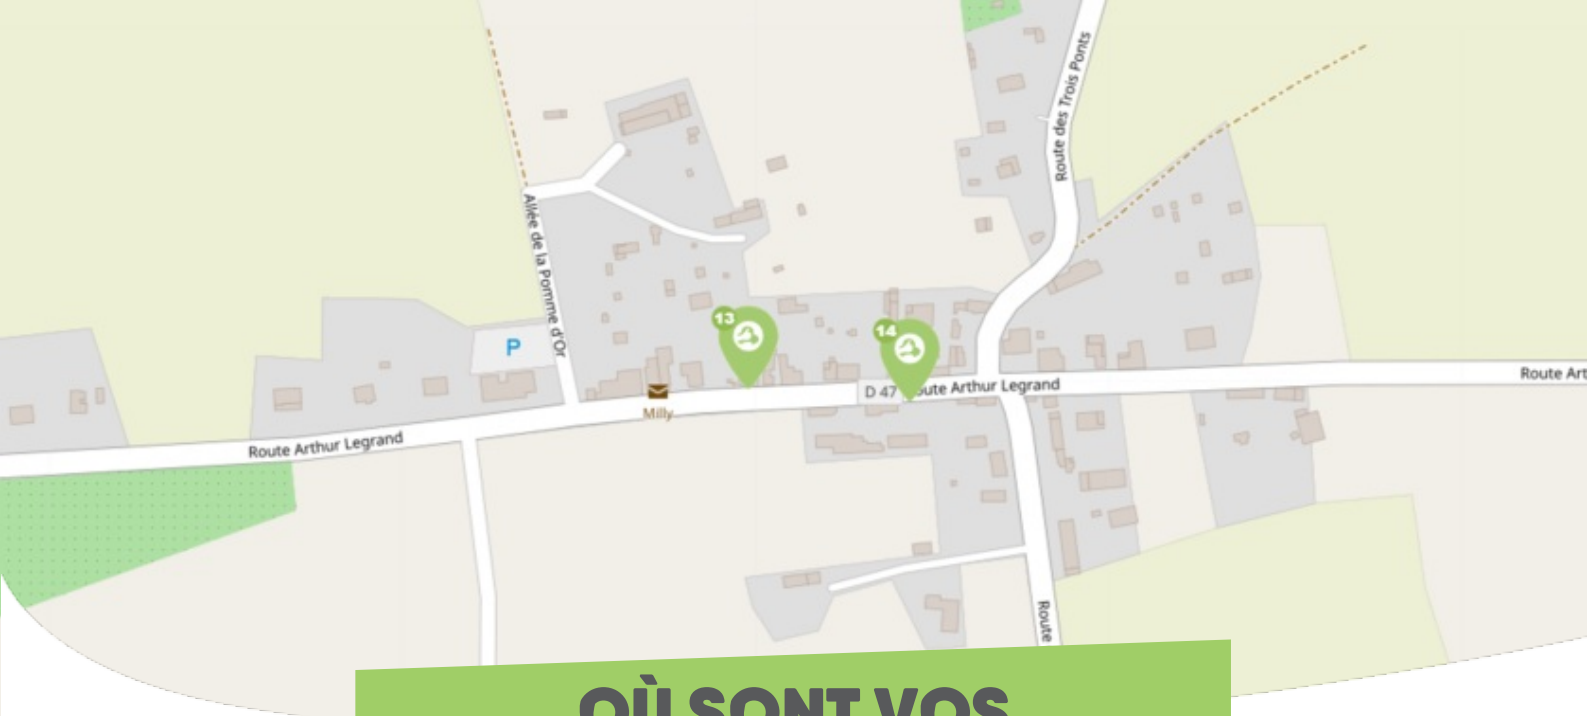 Route des Trois Ponts
Allée de la Pomme d'Or
13
14
P
D 47
Route Arthur Legrand
Route Art
Milly
Route Arthur Legrand
Route
OÙ SONT VOS